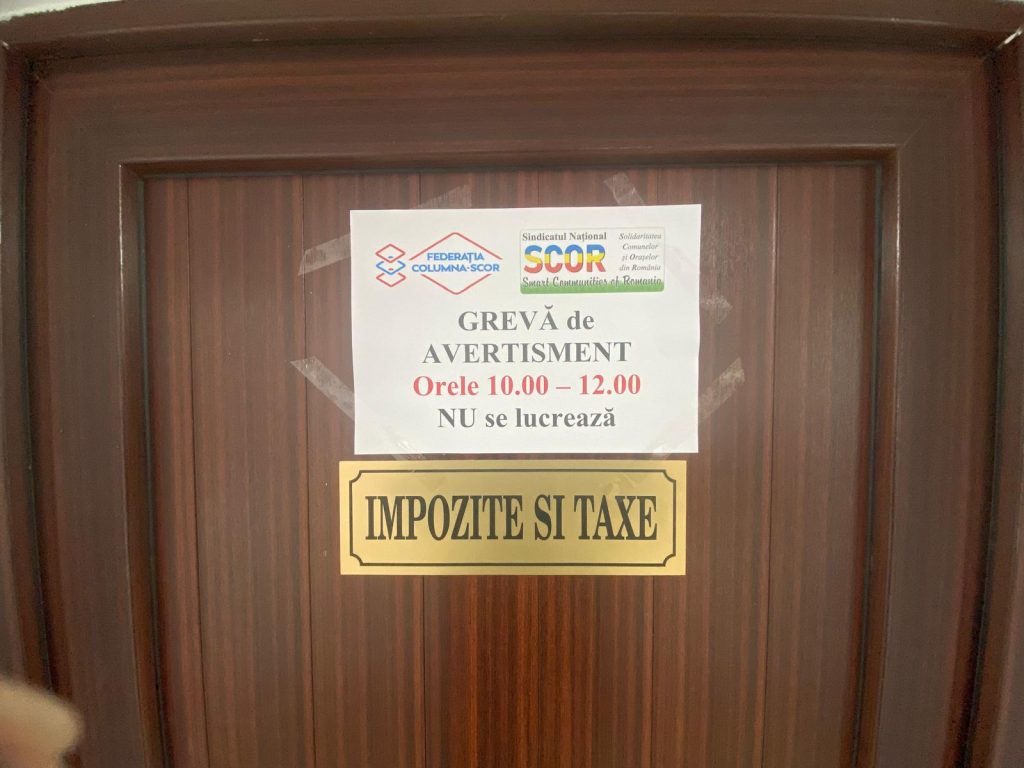 FEDERAȚIA
COLUMNA-SCOR
Sindicatul Național
SCOR
Solidaritatea
Comunelor
și Orașelor
din România
Smart Communities of Romania
GREVĂ de
AVERTISMENT
Orele 10.00 – 12.00
NU se lucrează
IMPOZITE SI TAXE